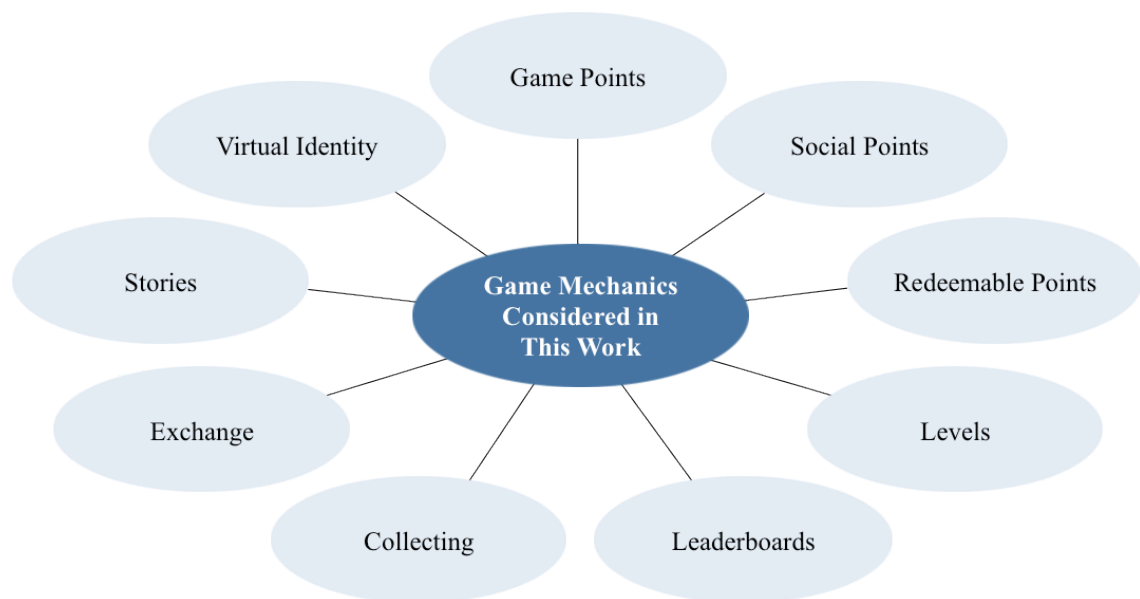 Game Points
Virtual Identity
Social Points
Stories
Redeemable Points
Game Mechanics
Considered in
This Work
Exchange
Levels
Collecting
Leaderboards